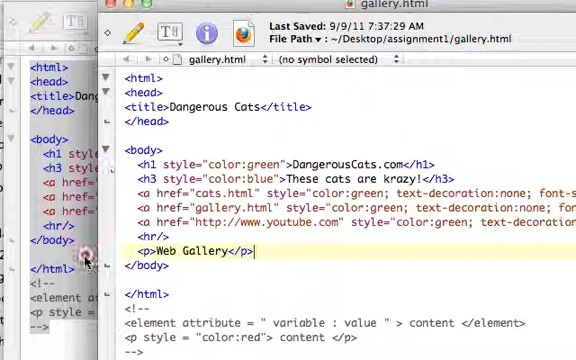 gallery.html
Last Saved: 9/9/11 7:37:29 AM
File Path ▾ : ~/Desktop/assignment1/gallery.html
gallery.html
(no symbol selected)
<html>
<head>
<title>Dangerous Cats</title>
</head>
<body>
<h1 style="color:green">DangerousCats.com</h1>
<h3 style="color:blue">These cats are krazy!</h3>
<a href="cats.html" style="color:green; text-decoration:none; font-s
<a href="gallery.html" style="color:green; text-decoration:none;
<a href="http://www.youtube.com" style="color:green; text-decoration
<hr/>
<p>Web Gallery</p>
</body>
</html>
<!--
<element attribute = " variable : value " > content </element>
<p style = "color:red"> content </p>
-->
<html>
<head>
<title>Dan
</head>
<body>
<h1 style
<h3 style
<a href="
<a href="
<a href="
<hr/>
</body>
</html>
<!--
<element at
<p style =
-->